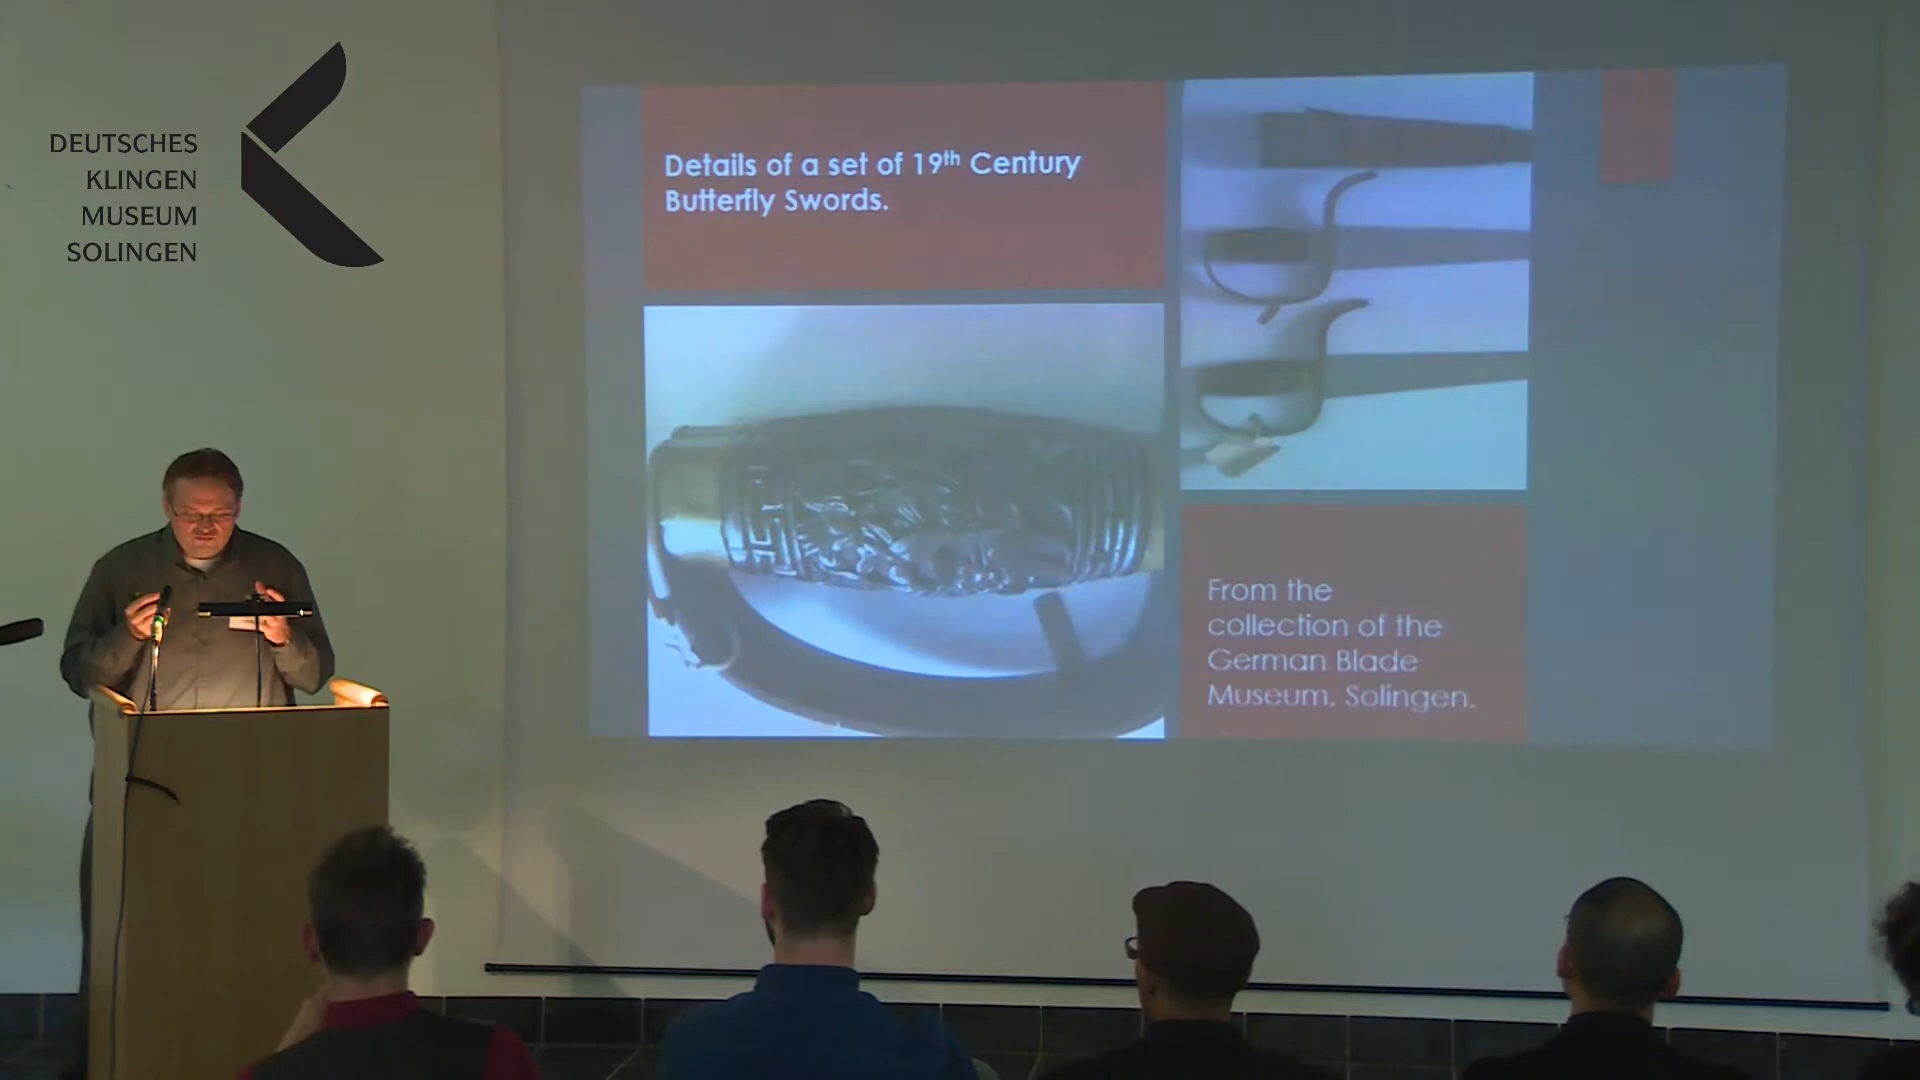 DEUTSCHES
KLINGEN
MUSEUM
SOLINGEN
Details of a set of 19th Century
Butterfly Swords.
From the
collection of the
German Blade
Museum, Solingen.